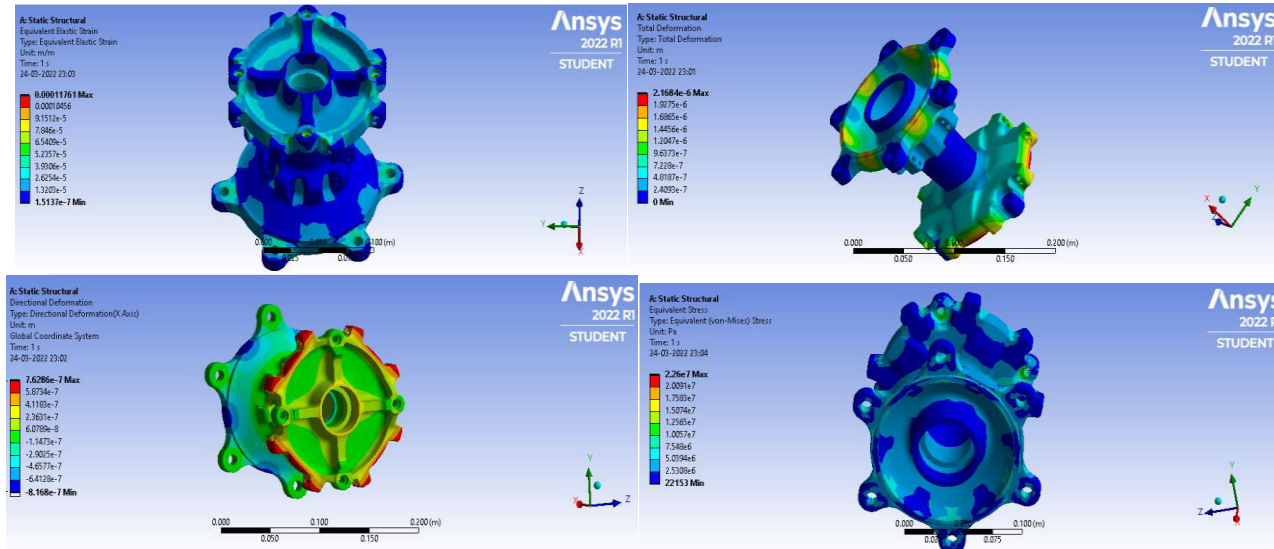 A: Static Structural
Equivalent Elastic Strain
Type: Equivalent Elastic Strain
Unit: m/m
Time: 1 s
24-03-2022 23:03
0.00011761 Max
0.00010456
9.1512e-5
7.846e-5
6.5409e-5
5.2357e-5
3.9306e-5
2.6254e-5
1.3203e-5
1.5137e-7 Min
Ansys
2022 R1
STUDENT
Z
Y
X
0.000
0.100 (m)
0.025
A: Static Structural
Total Deformation
Type: Total Deformation
Unit: m
Time: 1 s
24-03-2022 23:01
2.1684e-6 Max
1.9275e-6
1.6865e-6
1.4456e-6
1.2047e-6
9.6373e-7
7.228e-7
4.8187e-7
2.4093e-7
0 Min
Ansys
2022 R1
STUDENT
Y
X
Z
0.000
0.100
0.200 (m)
0.050
0.150
A: Static Structural
Directional Deformation
Type: Directional Deformation(X Axis)
Unit: m
Global Coordinate System
Time: 1 s
24-03-2022 23:02
7.6286e-7 Max
5.8734e-7
4.1183e-7
2.3631e-7
6.0789e-8
-1.1473e-7
-2.9025e-7
-4.6577e-7
-6.4128e-7
-8.168e-7 Min
Ansys
2022 R1
STUDENT
Y
X
Z
0.000
0.100
0.200 (m)
0.050
0.150
A: Static Structural
Equivalent Stress
Type: Equivalent (von-Mises) Stress
Unit: Pa
Time: 1 s
24-03-2022 23:04
2.26e7 Max
2.0091e7
1.7583e7
1.5074e7
1.2565e7
1.0057e7
7.548e6
5.0394e6
2.5308e6
22153 Min
Ansys
2022 R
STUDENT
Y
Z
X
0.000
0.100 (m)
0.075